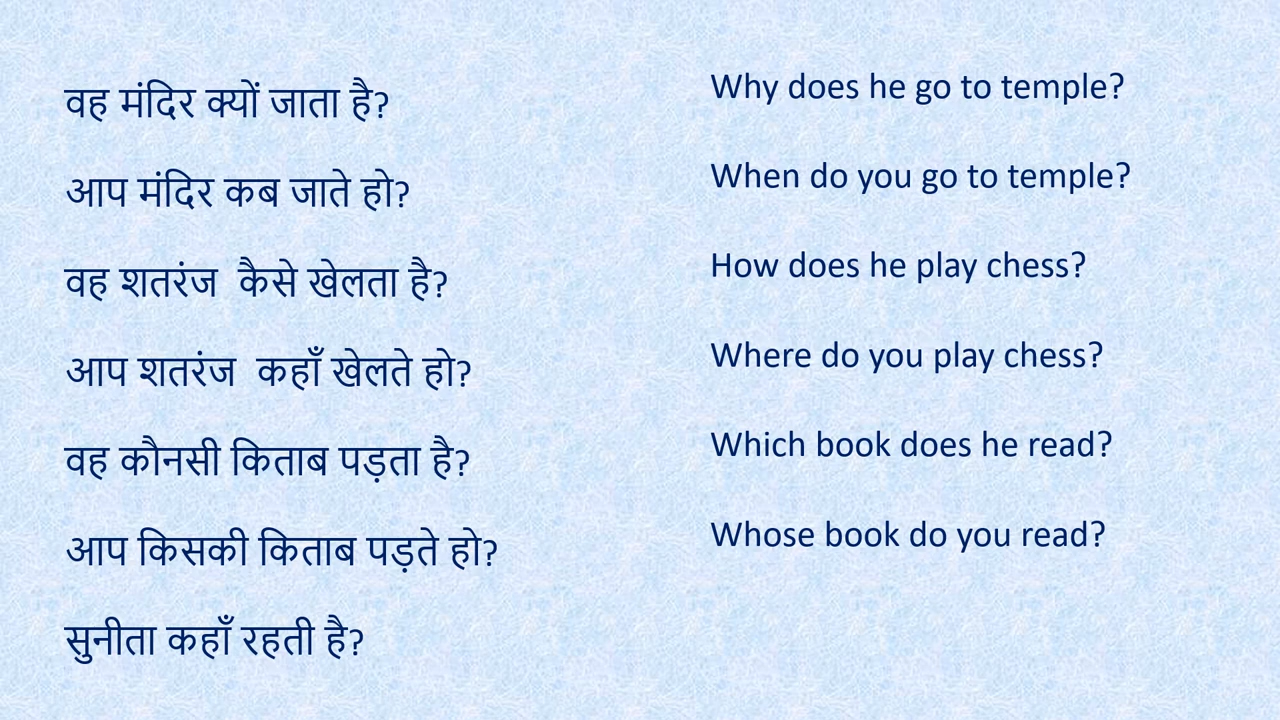 वह मंदिर क्यों जाता है?
Why does he go to temple?
आप मंदिर कब जाते हो?
When do you go to temple?
वह शतरंज  कैसे खेलता है?
How does he play chess?
आप शतरंज  कहाँ खेलते हो?
Where do you play chess?
वह कौनसी किताब पड़ता है?
Which book does he read?
आप किसकी किताब पड़ते हो?
Whose book do you read?
सुनीता कहाँ रहती है?